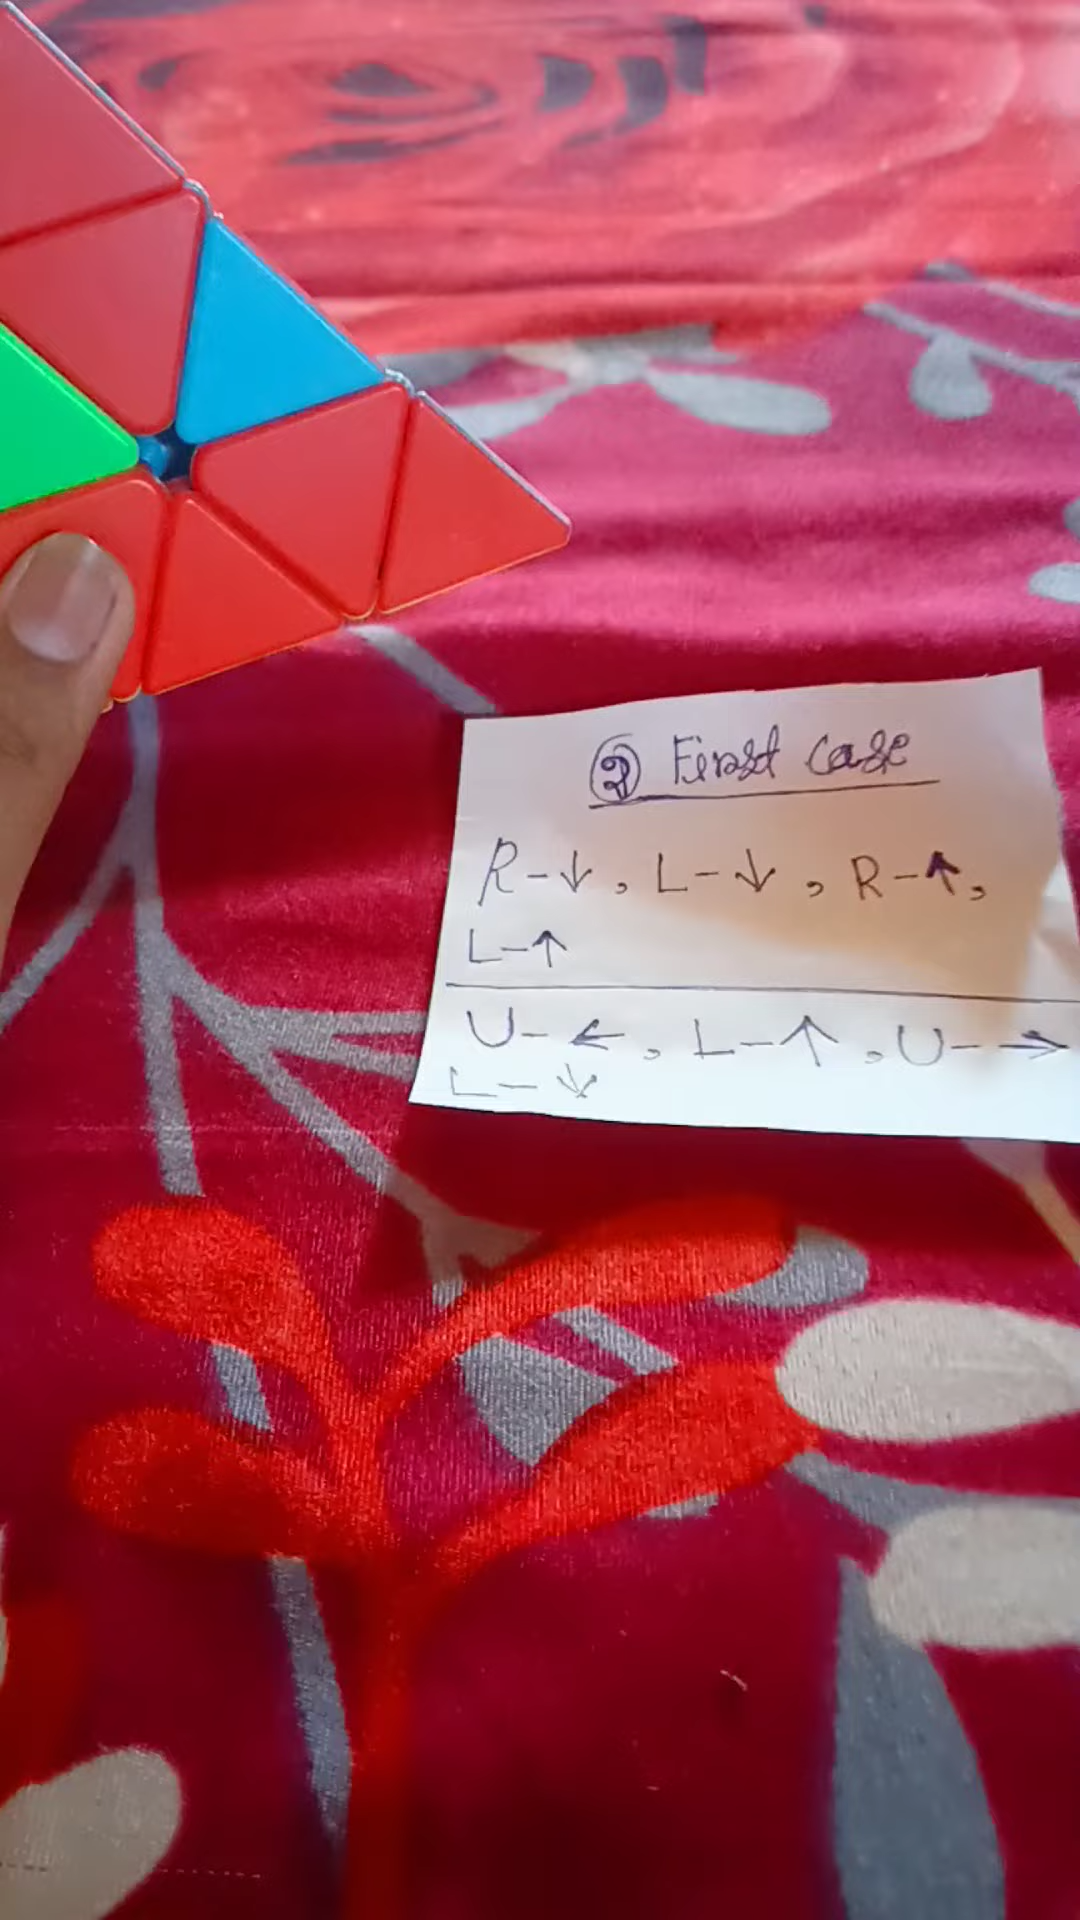 ② First case
R-↓, L-↓, R-↑,
L-↑
U-←, L-↑, U-→
L-↓